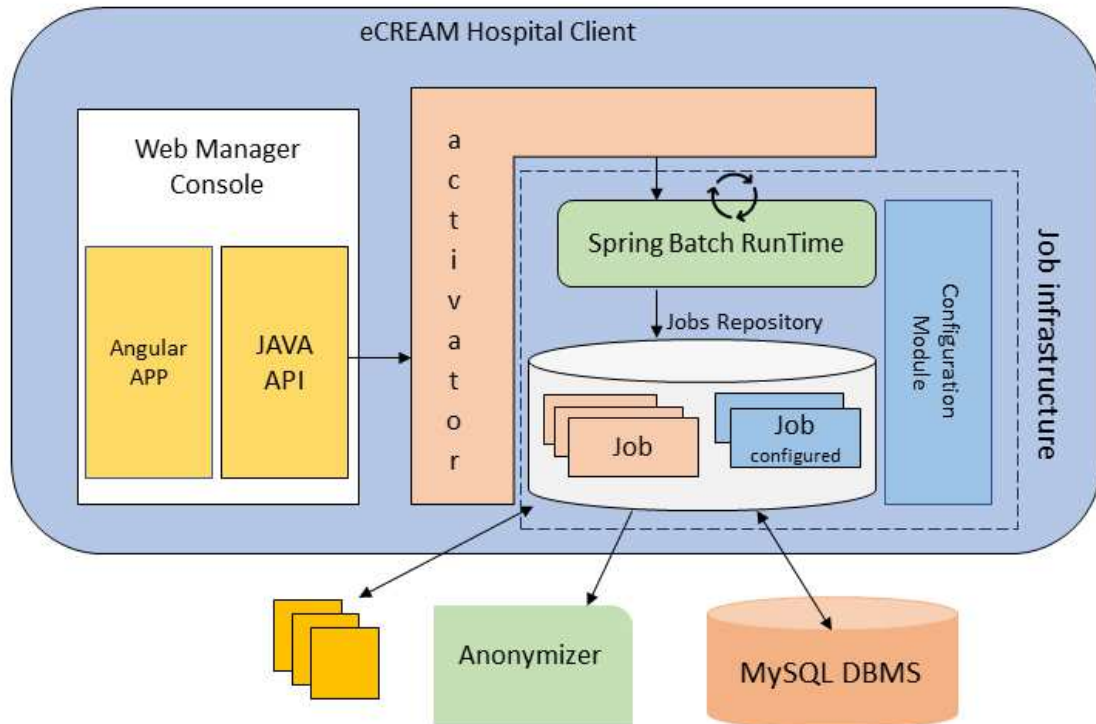 eCREAM Hospital Client
Web Manager
Console
Angular
APP
JAVA
API
activator
Spring Batch RunTime
Jobs Repository
Job
Job
configured
Configuration
Module
Job infrastructure
Anonymizer
MySQL DBMS